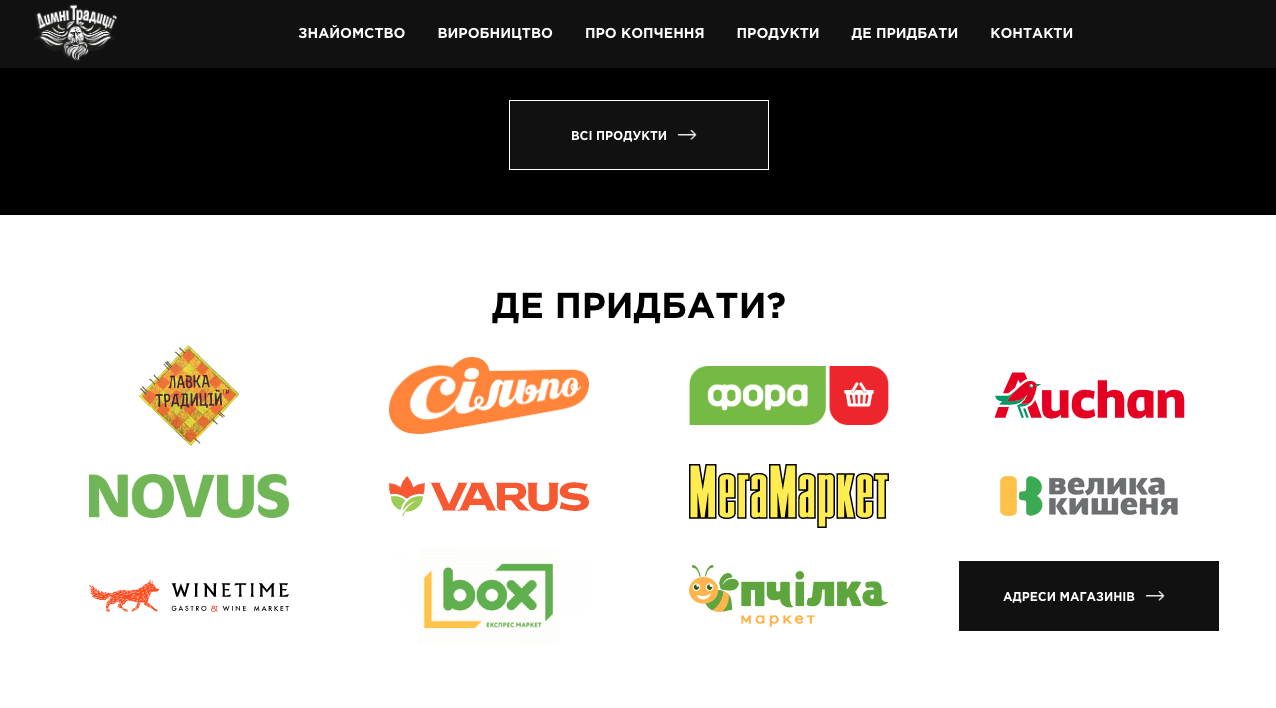 Димні Традиції
ЗНАЙОМСТВО ВИРОБНИЦТВО ПРО КОПЧЕННЯ ПРОДУКТИ ДЕ ПРИДБАТИ КОНТАКТИ
ВСІ ПРОДУКТИ
ДЕ ПРИДБАТИ?
ЛАВКА
ТРАДИЦІЙ™
Сільпо
фора
Auchan
NOVUS
VARUS
МегаМаркет
велика
кишеня
WINETIME
GASTRO & WINE MARKET
box
ЕКСПРЕС МАРКЕТ
пчілка
маркет
АДРЕСИ МАГАЗИНІВ